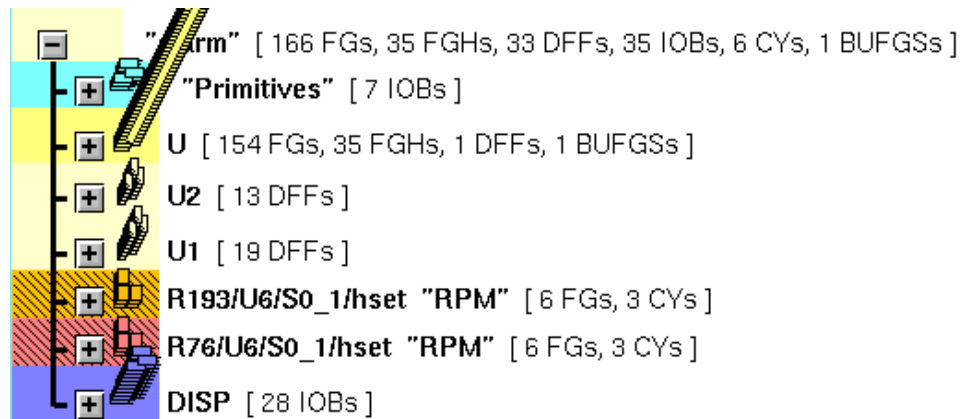 [ 166 FGs, 35 FGHs, 33 DFFs, 35 IOBs, 6 CYs, 1 BUFGSs ]
"Primitives" [ 7 IOBs ]
U [ 154 FGs, 35 FGHs, 1 DFFs, 1 BUFGSs ]
U2 [ 13 DFFs ]
U1 [ 19 DFFs ]
R193/U6/S0_1/hset "RPM" [ 6 FGs, 3 CYs ]
R76/U6/S0_1/hset "RPM" [ 6 FGs, 3 CYs ]
DISP [ 28 IOBs ]